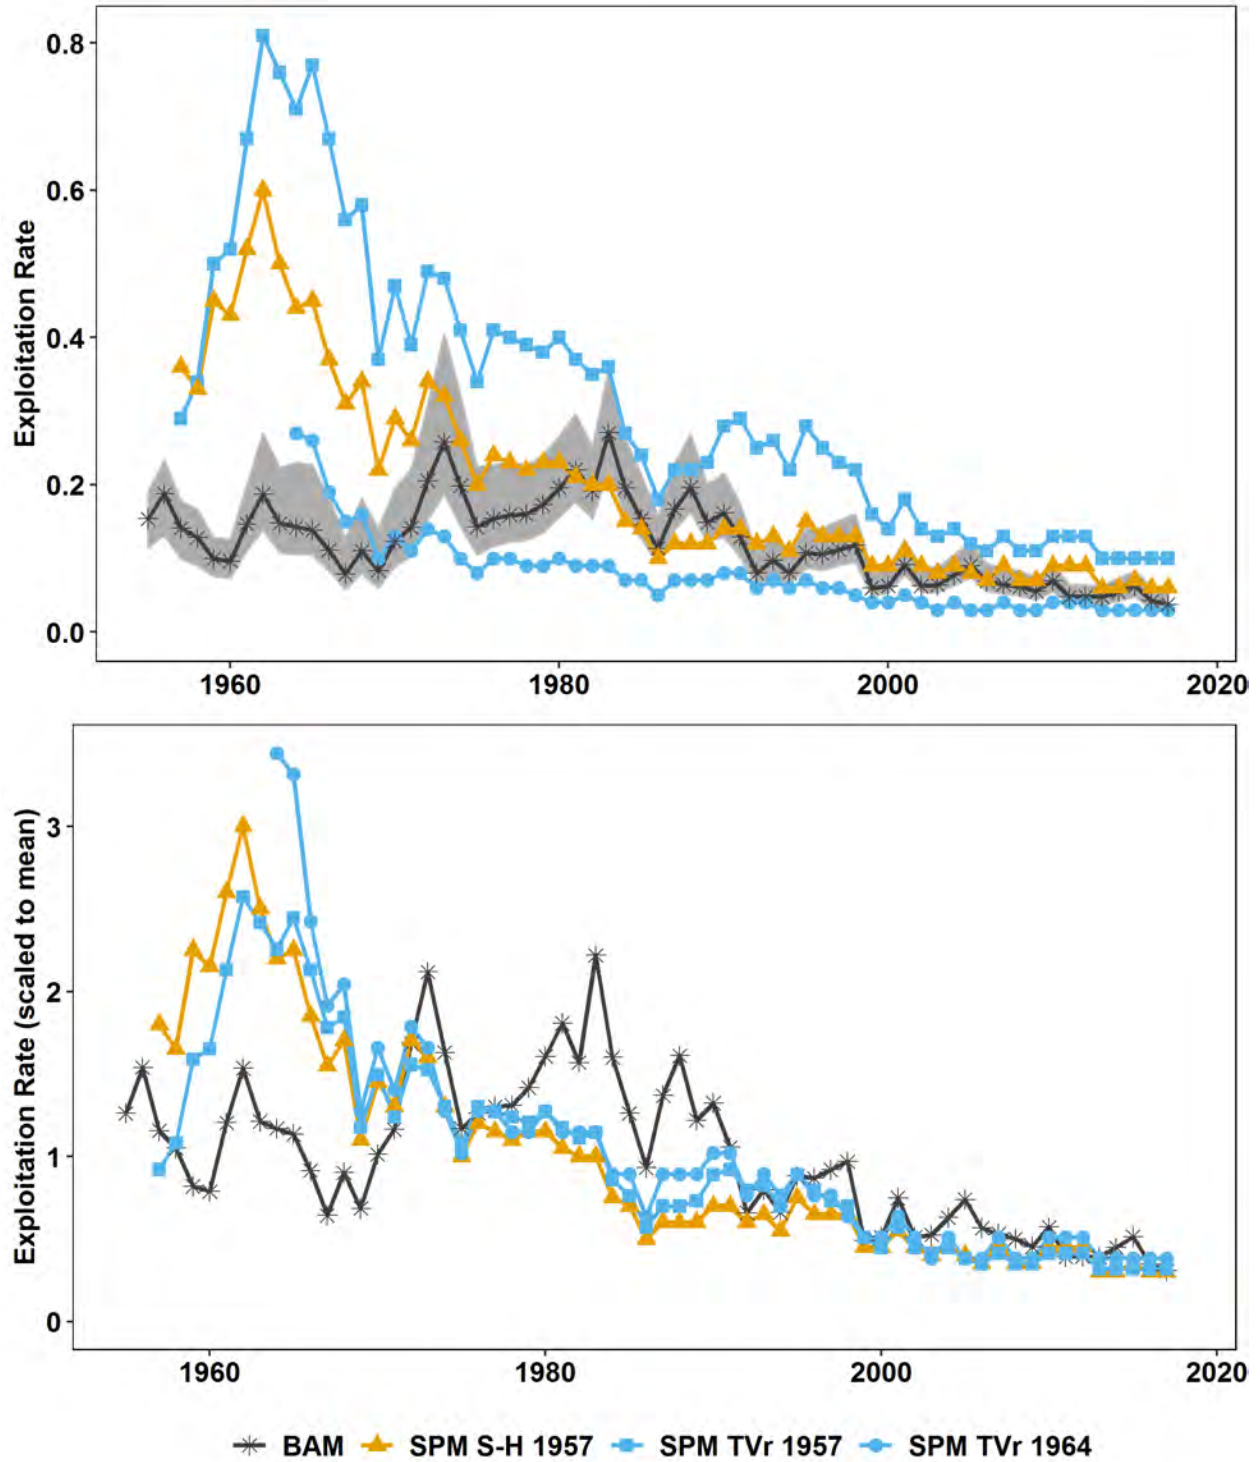 Exploitation Rate
0.8
0.6
0.4
0.2
0.0
1960 1980 2000 2020
Exploitation Rate (scaled to mean)
3
2
1
0
1960 1980 2000 2020
BAM SPM S-H 1957 SPM TVr 1957 SPM TVr 1964